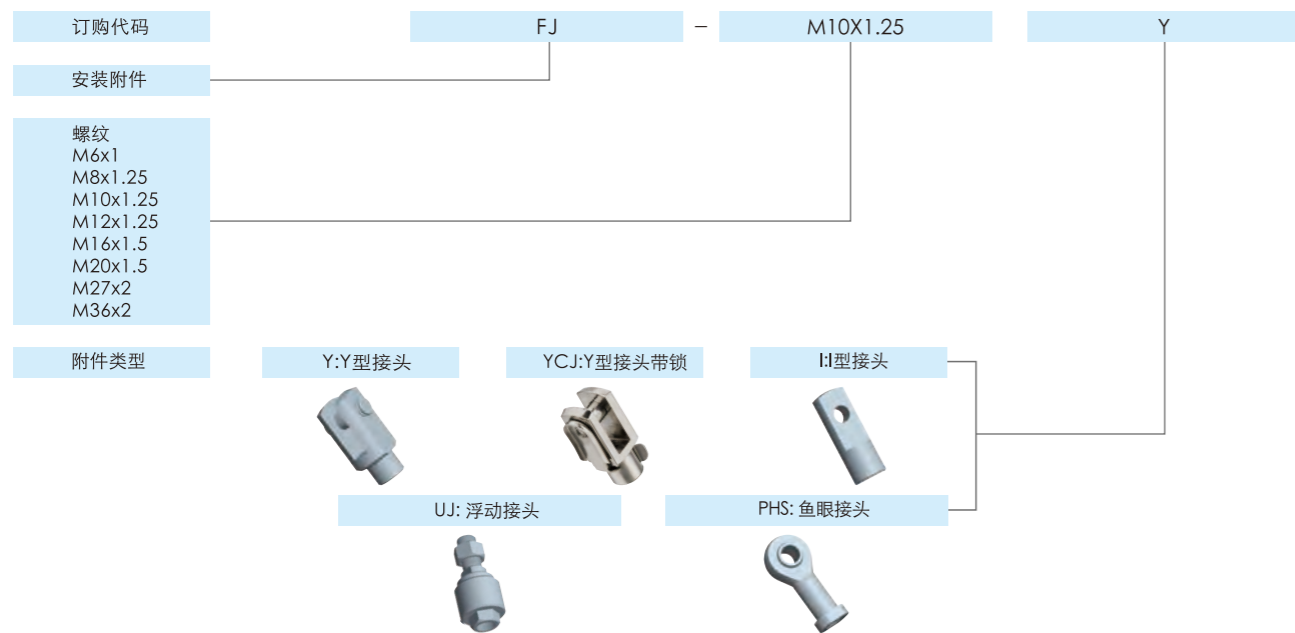 订购代码 FJ – M10X1.25 Y
安装附件
螺纹
M6x1
M8x1.25
M10x1.25
M12x1.25
M16x1.5
M20x1.5
M27x2
M36x2
附件类型 Y:Y型接头 YCJ:Y型接头带锁 I:I型接头
UJ: 浮动接头 PHS: 鱼眼接头